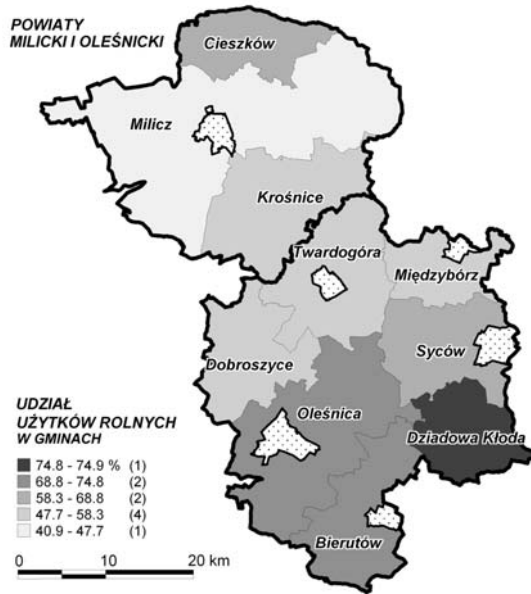 POWIATY
MILICKI I OLEŚNICKI
Cieszków
Milicz
Krośnice
Twardogóra
Międzybórz
Dobroszyce
Syców
Oleśnica
Dziadowa Kłoda
Bierutów
UDZIAŁ
UŻYTKÓW ROLNYCH
W GMINACH
74.8 - 74.9 % (1)
68.8 - 74.8 (2)
58.3 - 68.8 (2)
47.7 - 58.3 (4)
40.9 - 47.7 (1)
0 10 20 km